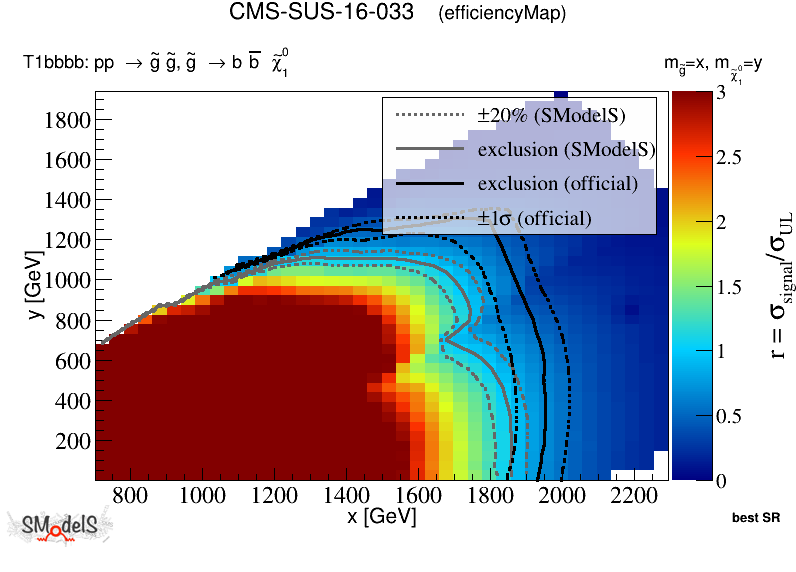 CMS-SUS-16-033 (efficiencyMap)
T1bbbb: pp → g̃ g̃, g̃ → b b̅ χ̃₁⁰
m_g̃=x, m_χ̃₁⁰=y
±20% (SModelS)
exclusion (SModelS)
exclusion (official)
±1σ (official)
y [GeV]
1800
1600
1400
1200
1000
800
600
400
200
800 1000 1200 1400 1600 1800 2000 2200
x [GeV]
3
2.5
2
1.5
1
0.5
0
r = σ_signal/σ_UL
SModelS
best SR